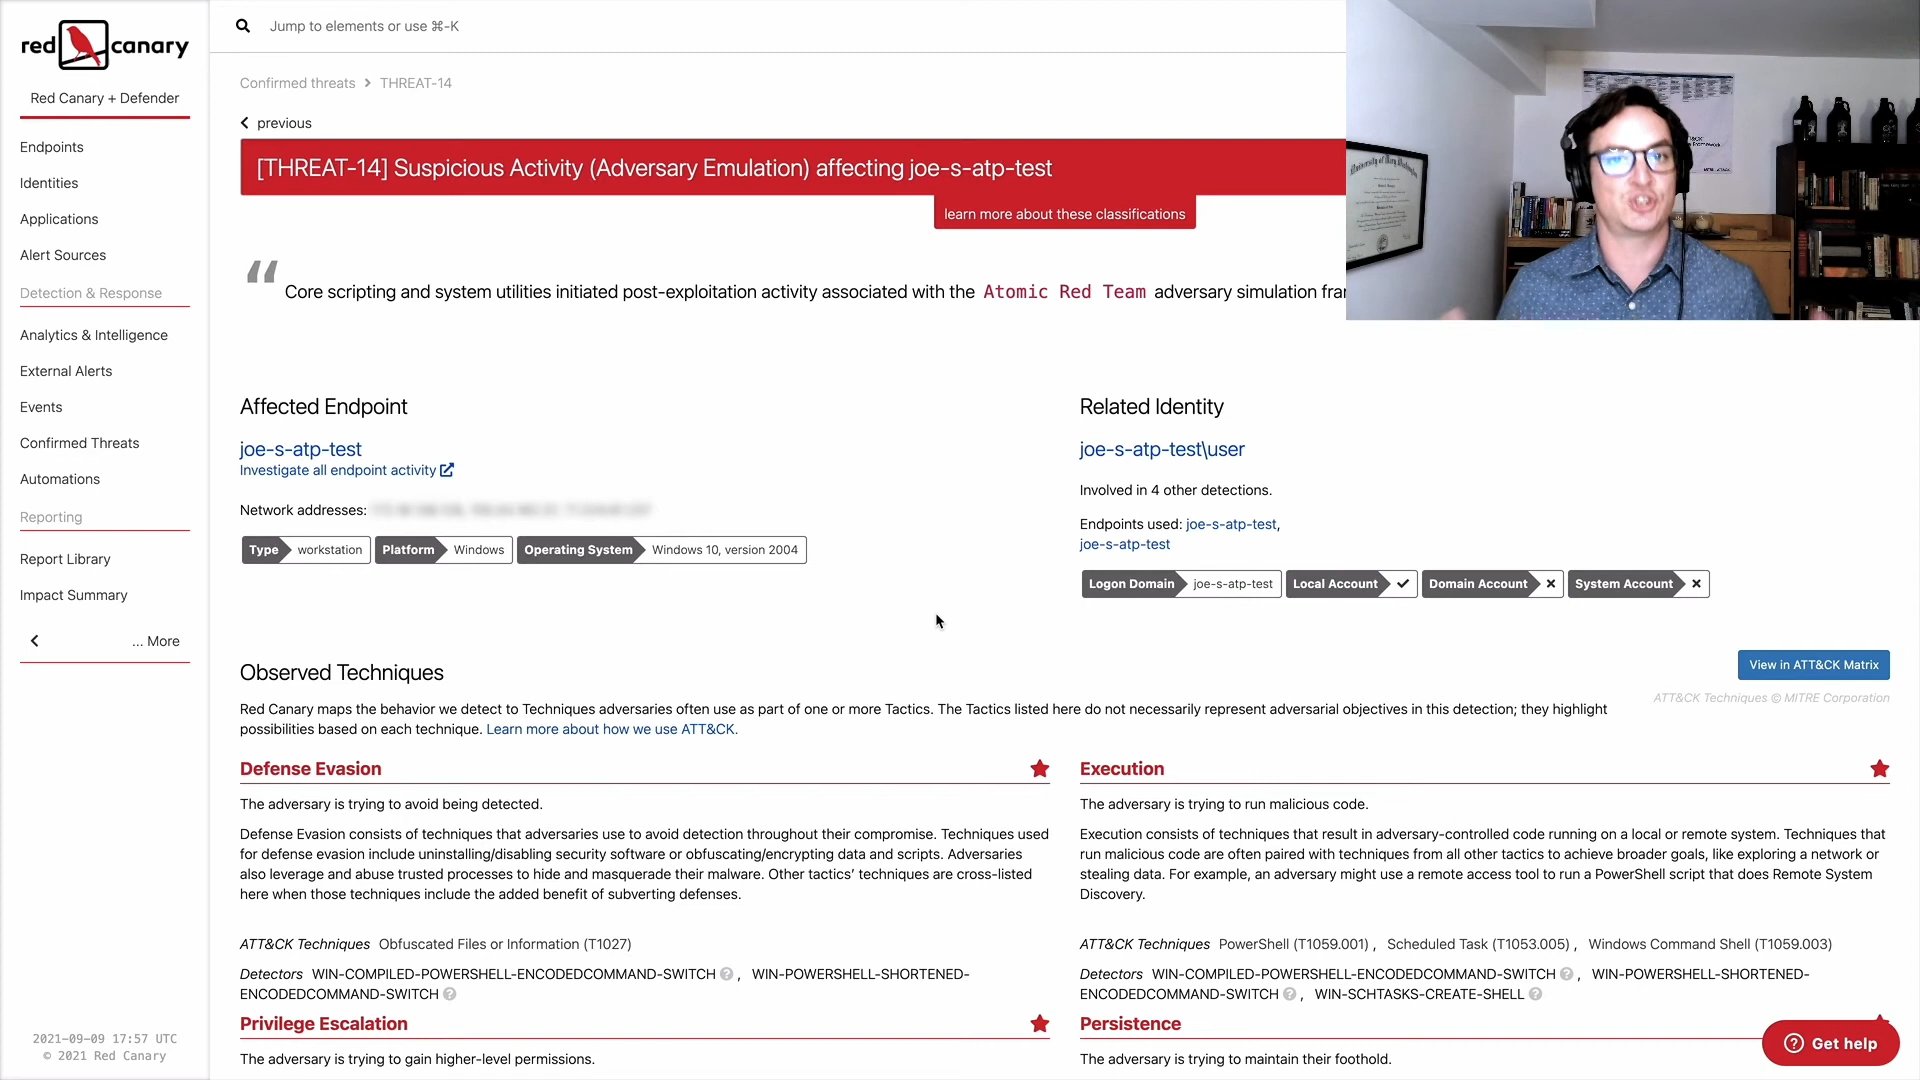 red canary
Jump to elements or use ⌘-K
Red Canary + Defender
Endpoints
Identities
Applications
Alert Sources
Detection & Response
Analytics & Intelligence
External Alerts
Events
Confirmed Threats
Automations
Reporting
Report Library
Impact Summary
... More
2021-09-09 17:57 UTC
© 2021 Red Canary
Confirmed threats > THREAT-14
previous
[THREAT-14] Suspicious Activity (Adversary Emulation) affecting joe-s-atp-test
learn more about these classifications
“ Core scripting and system utilities initiated post-exploitation activity associated with the Atomic Red Team adversary simulation
Affected Endpoint
joe-s-atp-test
Investigate all endpoint activity
Network addresses:
Type workstation Platform Windows Operating System Windows 10, version 2004
Related Identity
joe-s-atp-test\user
Involved in 4 other detections.
Endpoints used: joe-s-atp-test,
joe-s-atp-test
Logon Domain joe-s-atp-test Local Account ✓ Domain Account × System Account ×
Observed Techniques
View in ATT&CK Matrix
ATT&CK Techniques © MITRE Corporation
Red Canary maps the behavior we detect to Techniques adversaries often use as part of one or more Tactics. The Tactics listed here do not necessarily represent adversarial objectives in this detection; they highlight
possibilities based on each technique. Learn more about how we use ATT&CK.
Defense Evasion
The adversary is trying to avoid being detected.
Defense Evasion consists of techniques that adversaries use to avoid detection throughout their compromise. Techniques used
for defense evasion include uninstalling/disabling security software or obfuscating/encrypting data and scripts. Adversaries
also leverage and abuse trusted processes to hide and masquerade their malware. Other tactics’ techniques are cross-listed
here when those techniques include the added benefit of subverting defenses.
ATT&CK Techniques Obfuscated Files or Information (T1027)
Detectors WIN-COMPILED-POWERSHELL-ENCODEDCOMMAND-SWITCH ? , WIN-POWERSHELL-SHORTENED-
ENCODEDCOMMAND-SWITCH ?
Execution
The adversary is trying to run malicious code.
Execution consists of techniques that result in adversary-controlled code running on a local or remote system. Techniques that
run malicious code are often paired with techniques from all other tactics to achieve broader goals, like exploring a network or
stealing data. For example, an adversary might use a remote access tool to run a PowerShell script that does Remote System
Discovery.
ATT&CK Techniques PowerShell (T1059.001) , Scheduled Task (T1053.005) , Windows Command Shell (T1059.003)
Detectors WIN-COMPILED-POWERSHELL-ENCODEDCOMMAND-SWITCH ? , WIN-POWERSHELL-SHORTENED-
ENCODEDCOMMAND-SWITCH ? , WIN-SCHTASKS-CREATE-SHELL ?
Privilege Escalation
The adversary is trying to gain higher-level permissions.
Persistence
The adversary is trying to maintain their foothold.
? Get help